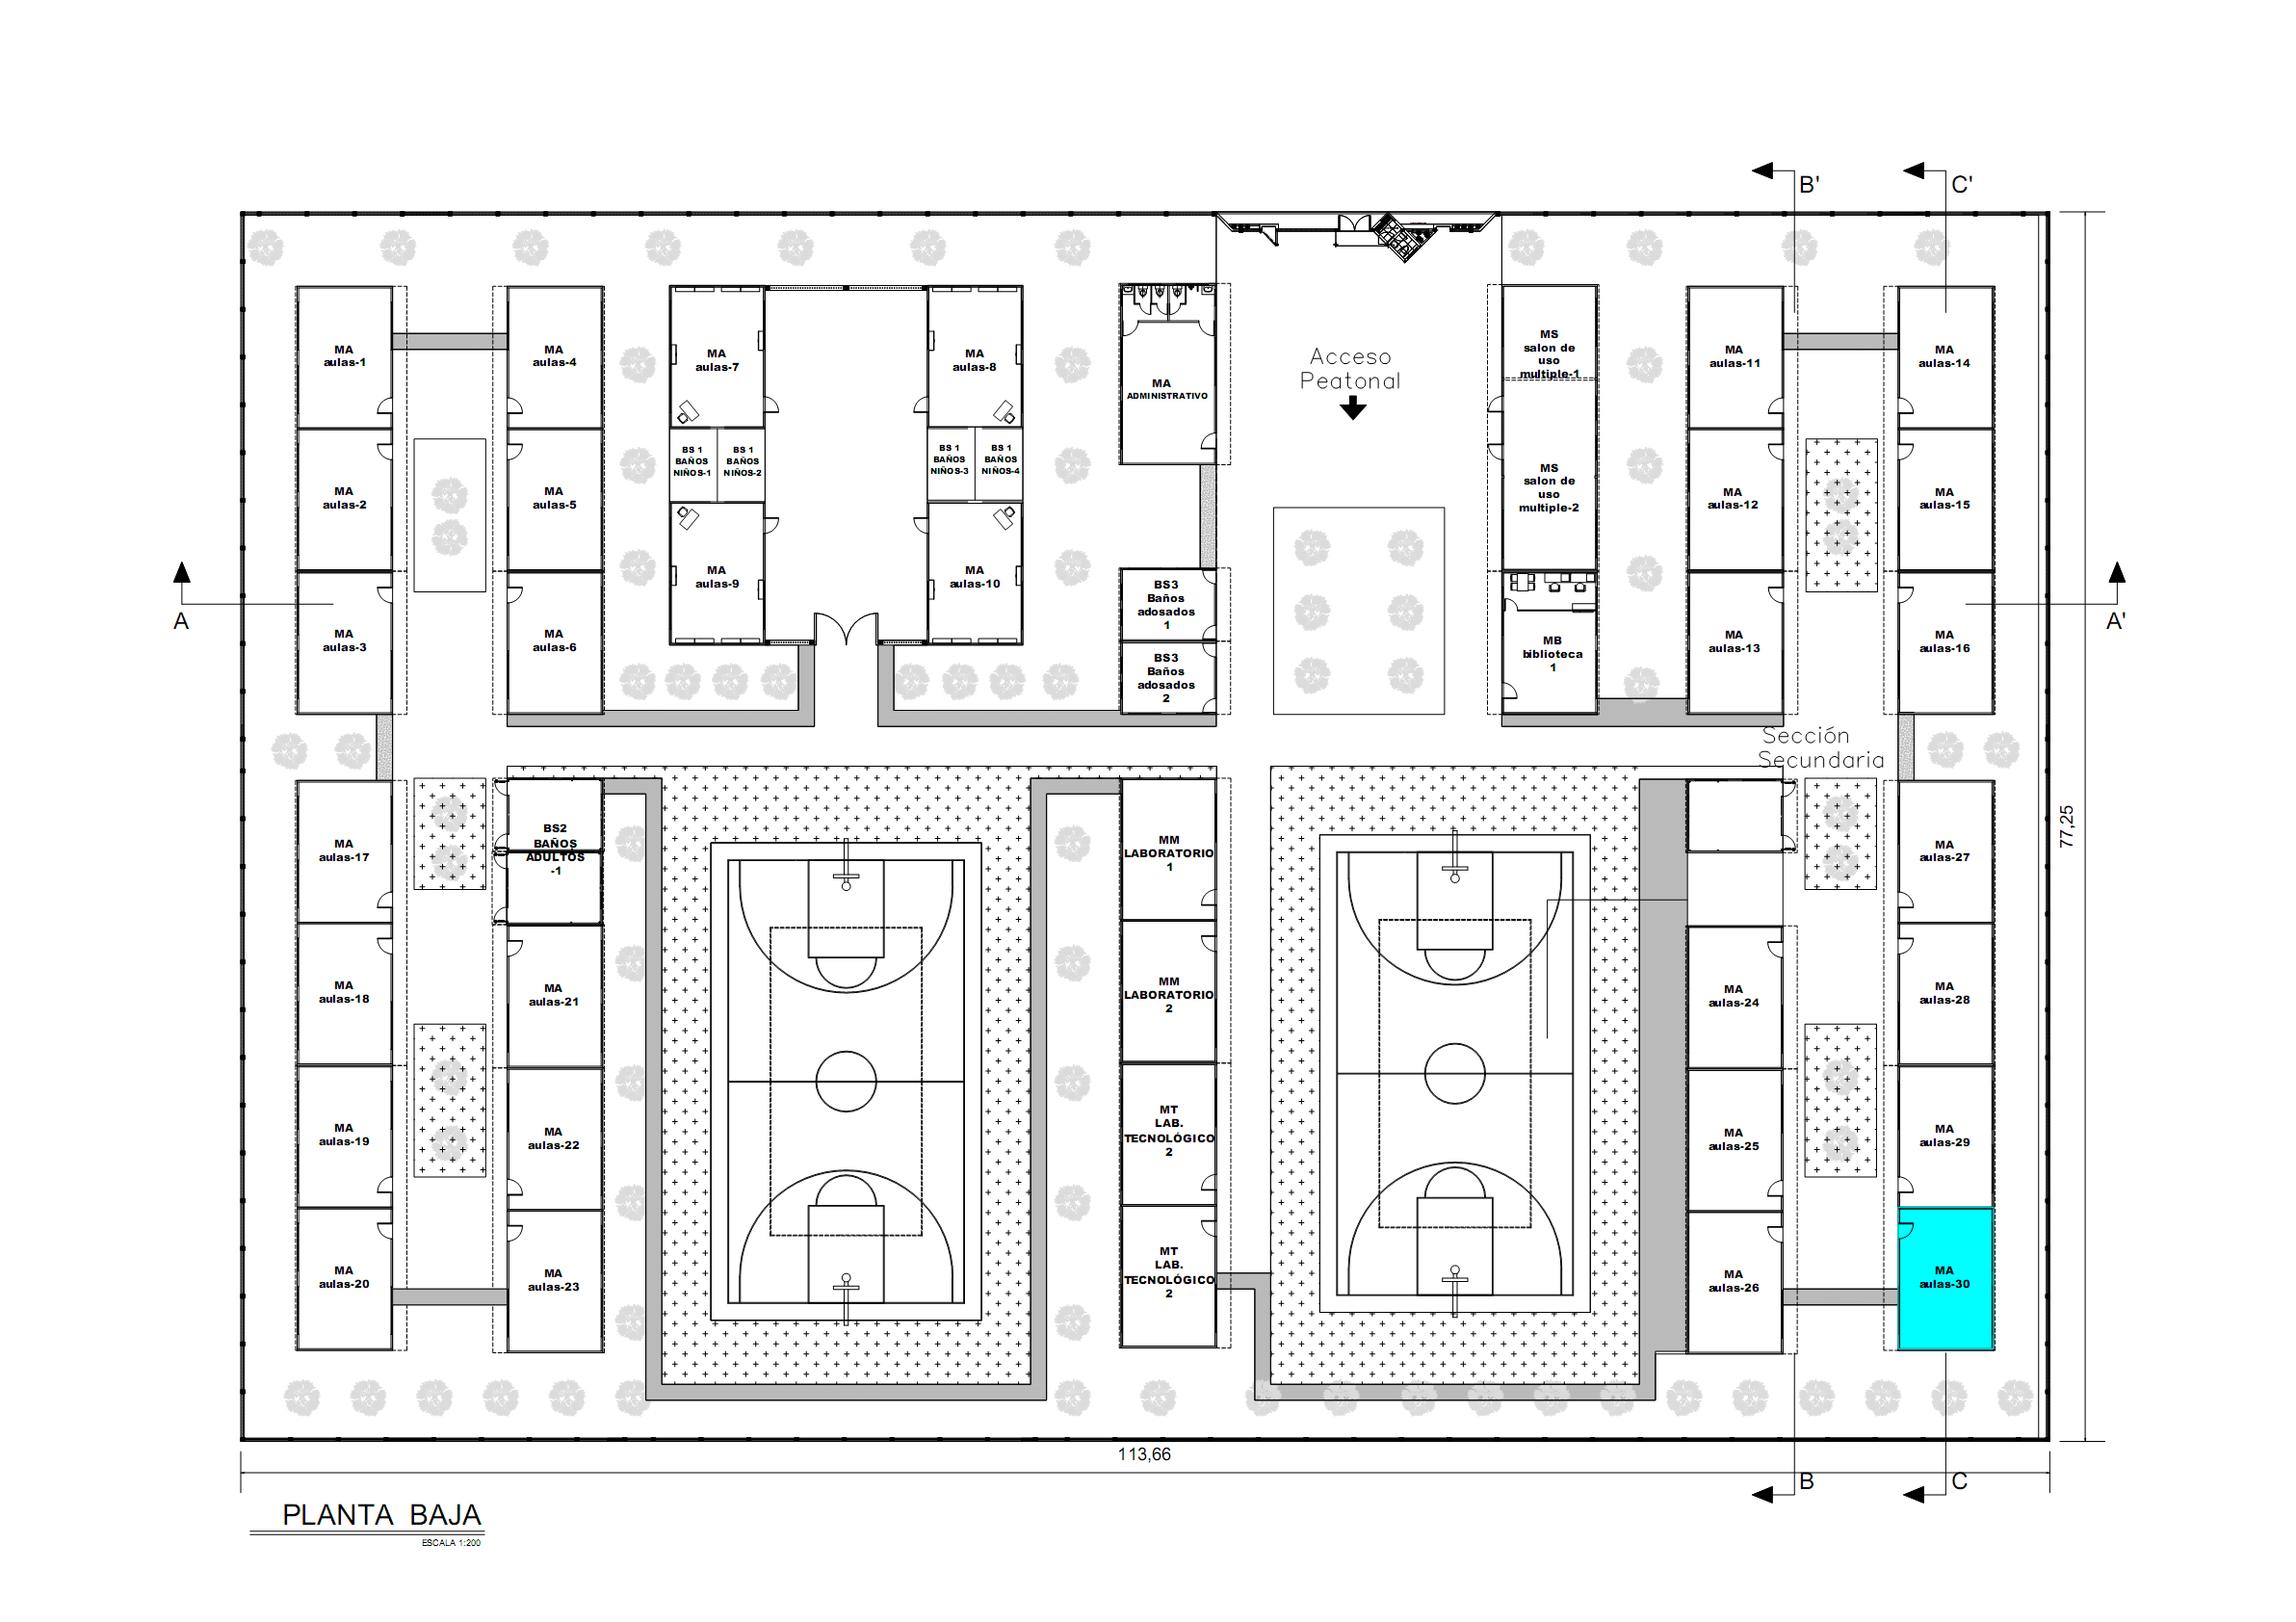 B'
C'
MA
aulas-1
MA
aulas-4
MA
aulas-7
MA
aulas-8
MA
ADMINISTRATIVO
Acceso
Peatonal
MS
salon de
uso
multiple-1
MA
aulas-11
MA
aulas-14
BS 1
BAÑOS
NIÑOS-1
BS 1
BAÑOS
NIÑOS-2
BS 1
BAÑOS
NIÑOS-3
BS 1
BAÑOS
NIÑOS-4
MA
aulas-2
MA
aulas-5
MS
salon de
uso
multiple-2
MA
aulas-12
MA
aulas-15
MA
aulas-9
MA
aulas-10
BS3
Baños
adosados
1
A
A'
MA
aulas-3
MA
aulas-6
BS3
Baños
adosados
2
MB
biblioteca
1
MA
aulas-13
MA
aulas-16
Sección
Secundaria
MA
aulas-17
BS2
BAÑOS
ADULTOS
-1
MM
LABORATORIO
1
MA
aulas-27
77,25
MA
aulas-18
MA
aulas-21
MM
LABORATORIO
2
MA
aulas-24
MA
aulas-28
MA
aulas-19
MA
aulas-22
MT
LAB.
TECNOLÓGICO
2
MA
aulas-25
MA
aulas-29
MA
aulas-20
MA
aulas-23
MT
LAB.
TECNOLÓGICO
2
MA
aulas-26
MA
aulas-30
113,66
B
C
PLANTA BAJA
ESCALA 1:200